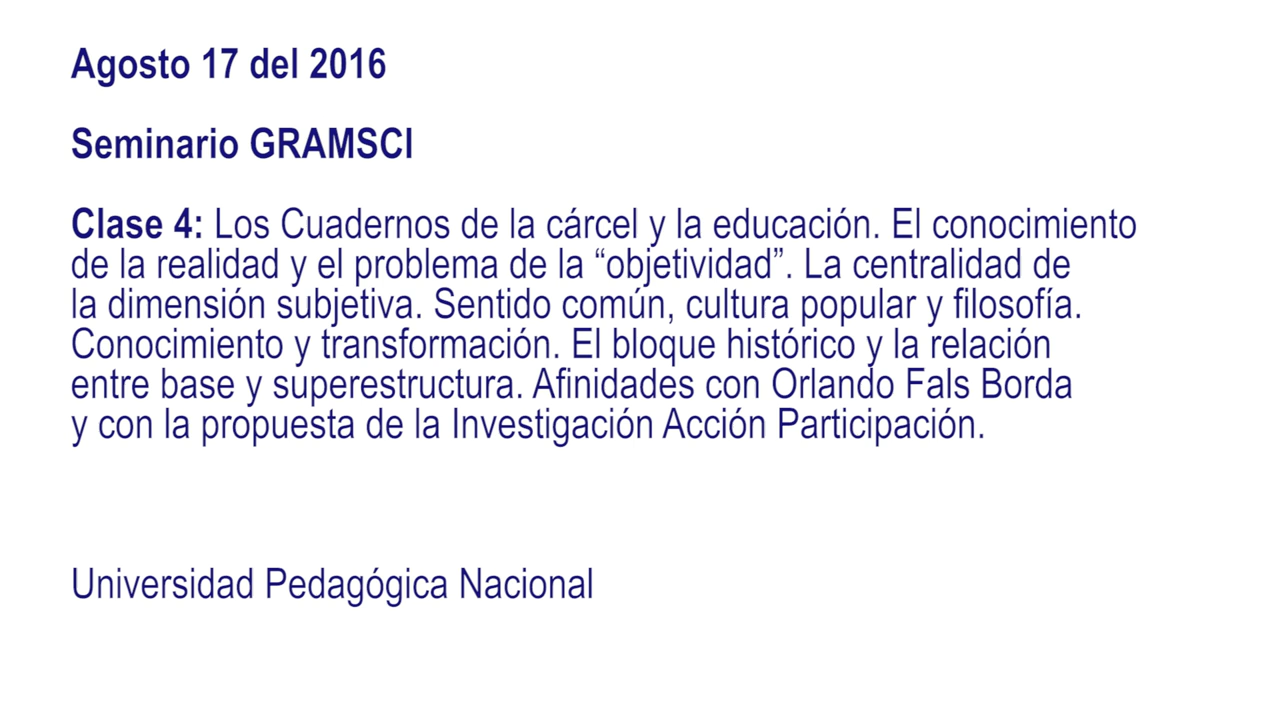 Agosto 17 del 2016
Seminario GRAMSCI
Clase 4: Los Cuadernos de la cárcel y la educación. El conocimiento
de la realidad y el problema de la “objetividad”. La centralidad de
la dimensión subjetiva. Sentido común, cultura popular y filosofía.
Conocimiento y transformación. El bloque histórico y la relación
entre base y superestructura. Afinidades con Orlando Fals Borda
y con la propuesta de la Investigación Acción Participación.
Universidad Pedagógica Nacional